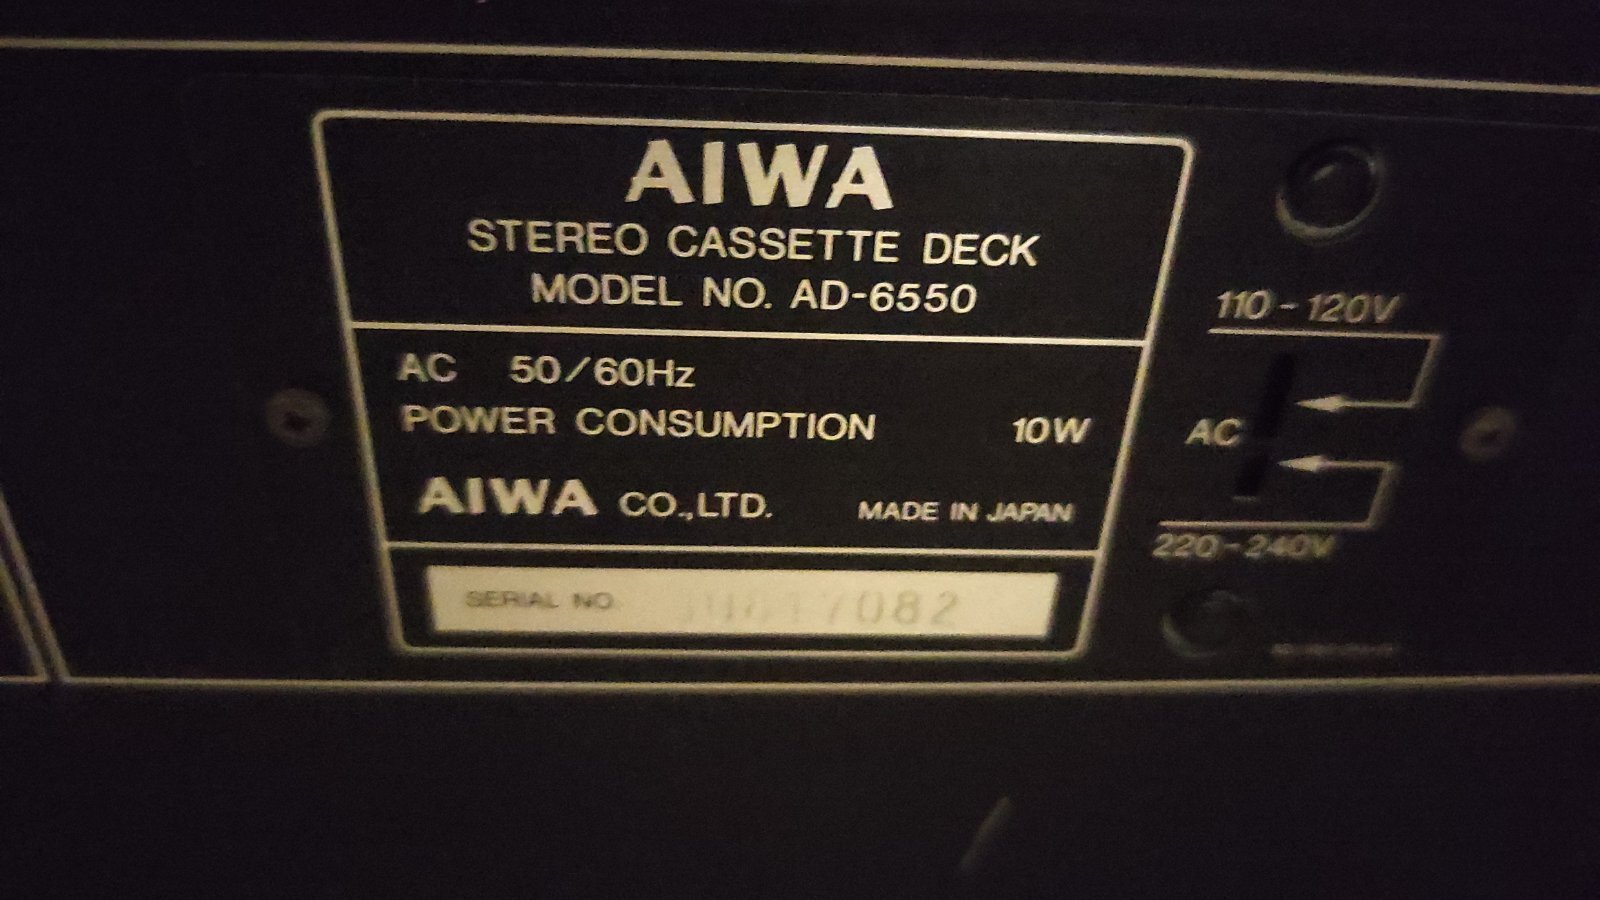 AIWA
STEREO CASSETTE DECK
MODEL NO. AD-6550
AC 50/60Hz
POWER CONSUMPTION 10W
AIWA CO.,LTD. MADE IN JAPAN
SERIAL NO.
110-120V
AC
220-240V